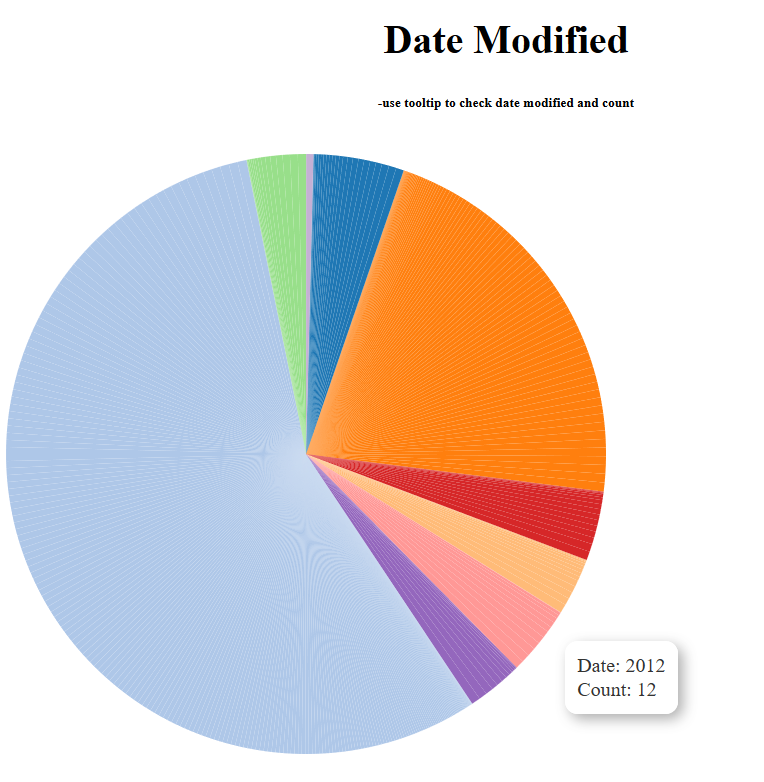 Date Modified
-use tooltip to check date modified and count
Date: 2012
Count: 12